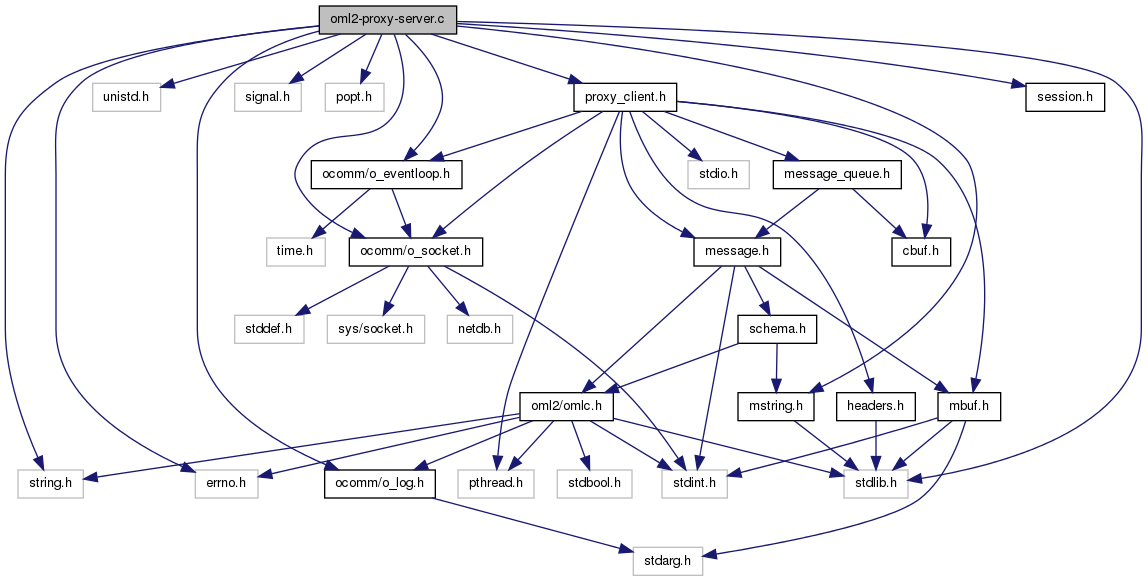 oml2-proxy-server.c
unistd.h
signal.h
popt.h
proxy_client.h
session.h
ocomm/o_eventloop.h
stdio.h
message_queue.h
time.h
ocomm/o_socket.h
message.h
cbuf.h
stddef.h
sys/socket.h
netdb.h
schema.h
oml2/omlc.h
mstring.h
headers.h
mbuf.h
string.h
errno.h
ocomm/o_log.h
pthread.h
stdbool.h
stdint.h
stdlib.h
stdarg.h